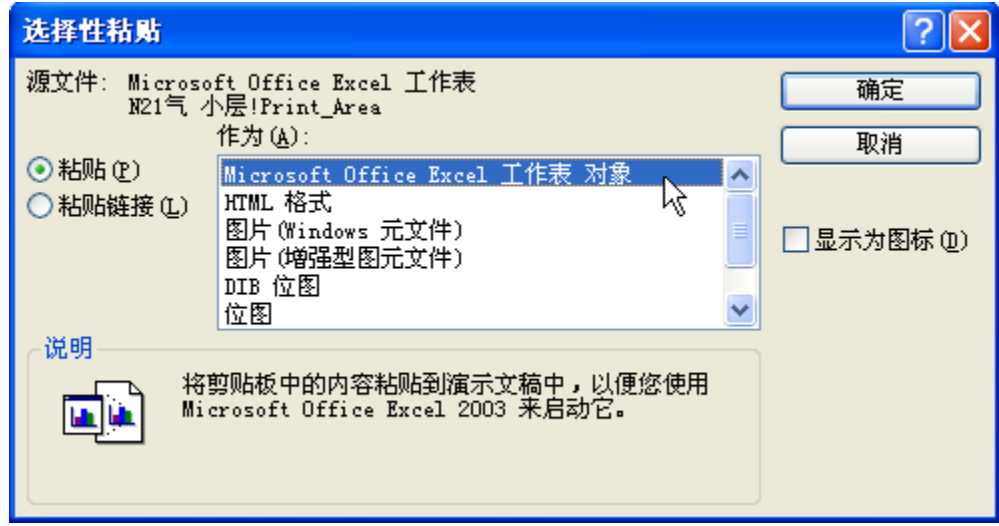 选择性粘贴
源文件: Microsoft Office Excel 工作表
N21气 小层!Print_Area
确定
取消
作为(A):
粘贴(P)
粘贴链接(L)
Microsoft Office Excel 工作表 对象
HTML 格式
图片(Windows 元文件)
图片(增强型图元文件)
DIB 位图
位图
显示为图标(D)
说明
将剪贴板中的内容粘贴到演示文稿中，以便您使用
Microsoft Office Excel 2003 来启动它。